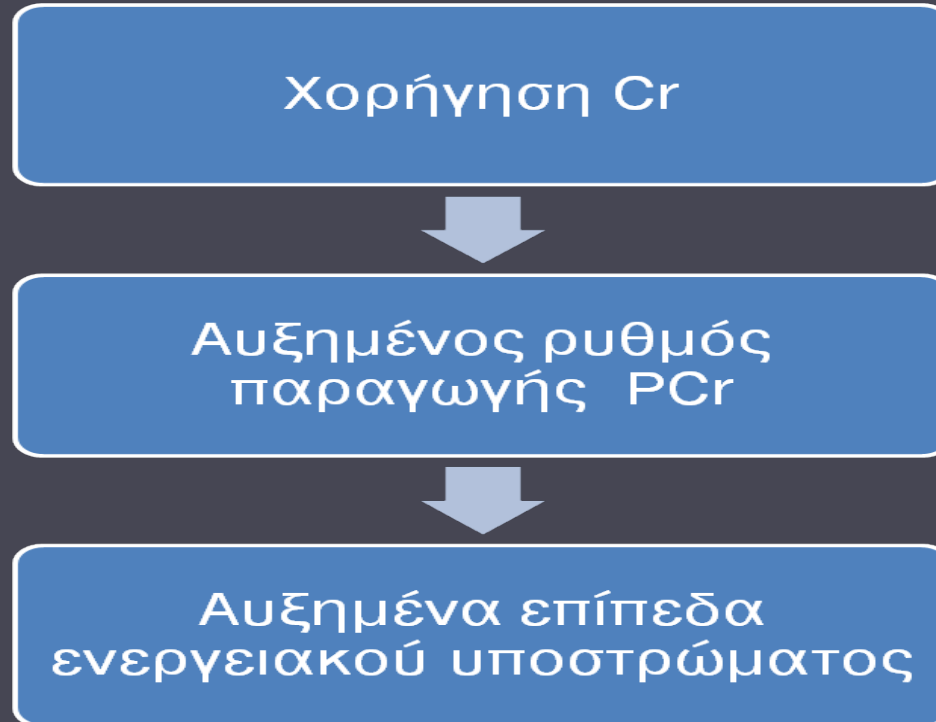 Χορήγηση Cr
Αυξημένος ρυθμός
παραγωγής PCr
Αυξημένα επίπεδα
ενεργειακού υποστρώματος